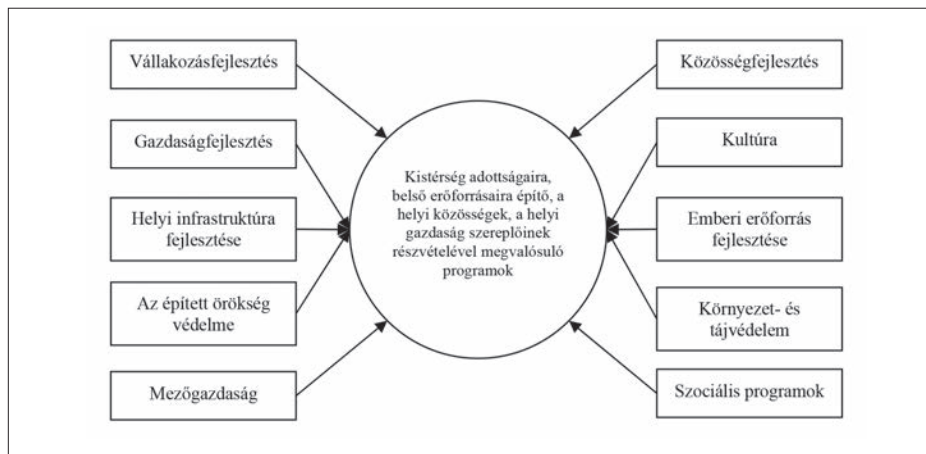 Vállakozásfejlesztés
Gazdaságfejlesztés
Helyi infrastruktúra
fejlesztése
Az épített örökség
védelme
Mezőgazdaság
Kistérség adottságaira,
belső erőforrásaira építő, a
helyi közösségek, a helyi
gazdaság szereplőinek
részvételével megvalósuló
programok
Közösségfejlesztés
Kultúra
Emberi erőforrás
fejlesztése
Környezet- és
tájvédelem
Szociális programok